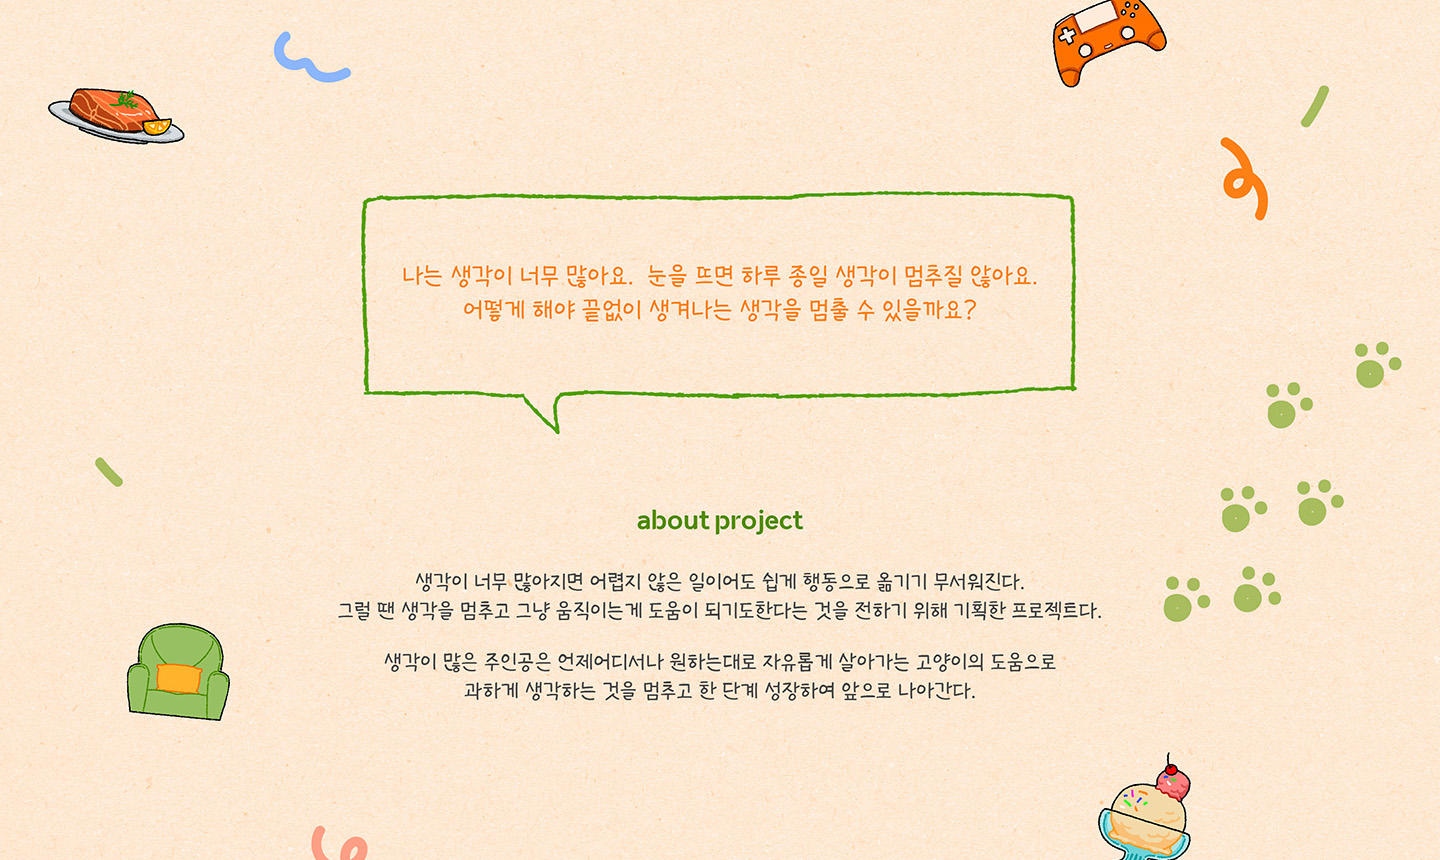 나는 생각이 너무 많아요. 눈을 뜨면 하루 종일 생각이 멈추질 않아요.
어떻게 해야 끝없이 생겨나는 생각을 멈출 수 있을까요?
about project
생각이 너무 많아지면 어렵지 않은 일이어도 쉽게 행동으로 옮기기 무서워진다.
그럴 땐 생각을 멈추고 그냥 움직이는게 도움이 되기도한다는 것을 전하기 위해 기획한 프로젝트다.
생각이 많은 주인공은 언제어디서나 원하는대로 자유롭게 살아가는 고양이의 도움으로
과하게 생각하는 것을 멈추고 한 단계 성장하여 앞으로 나아간다.